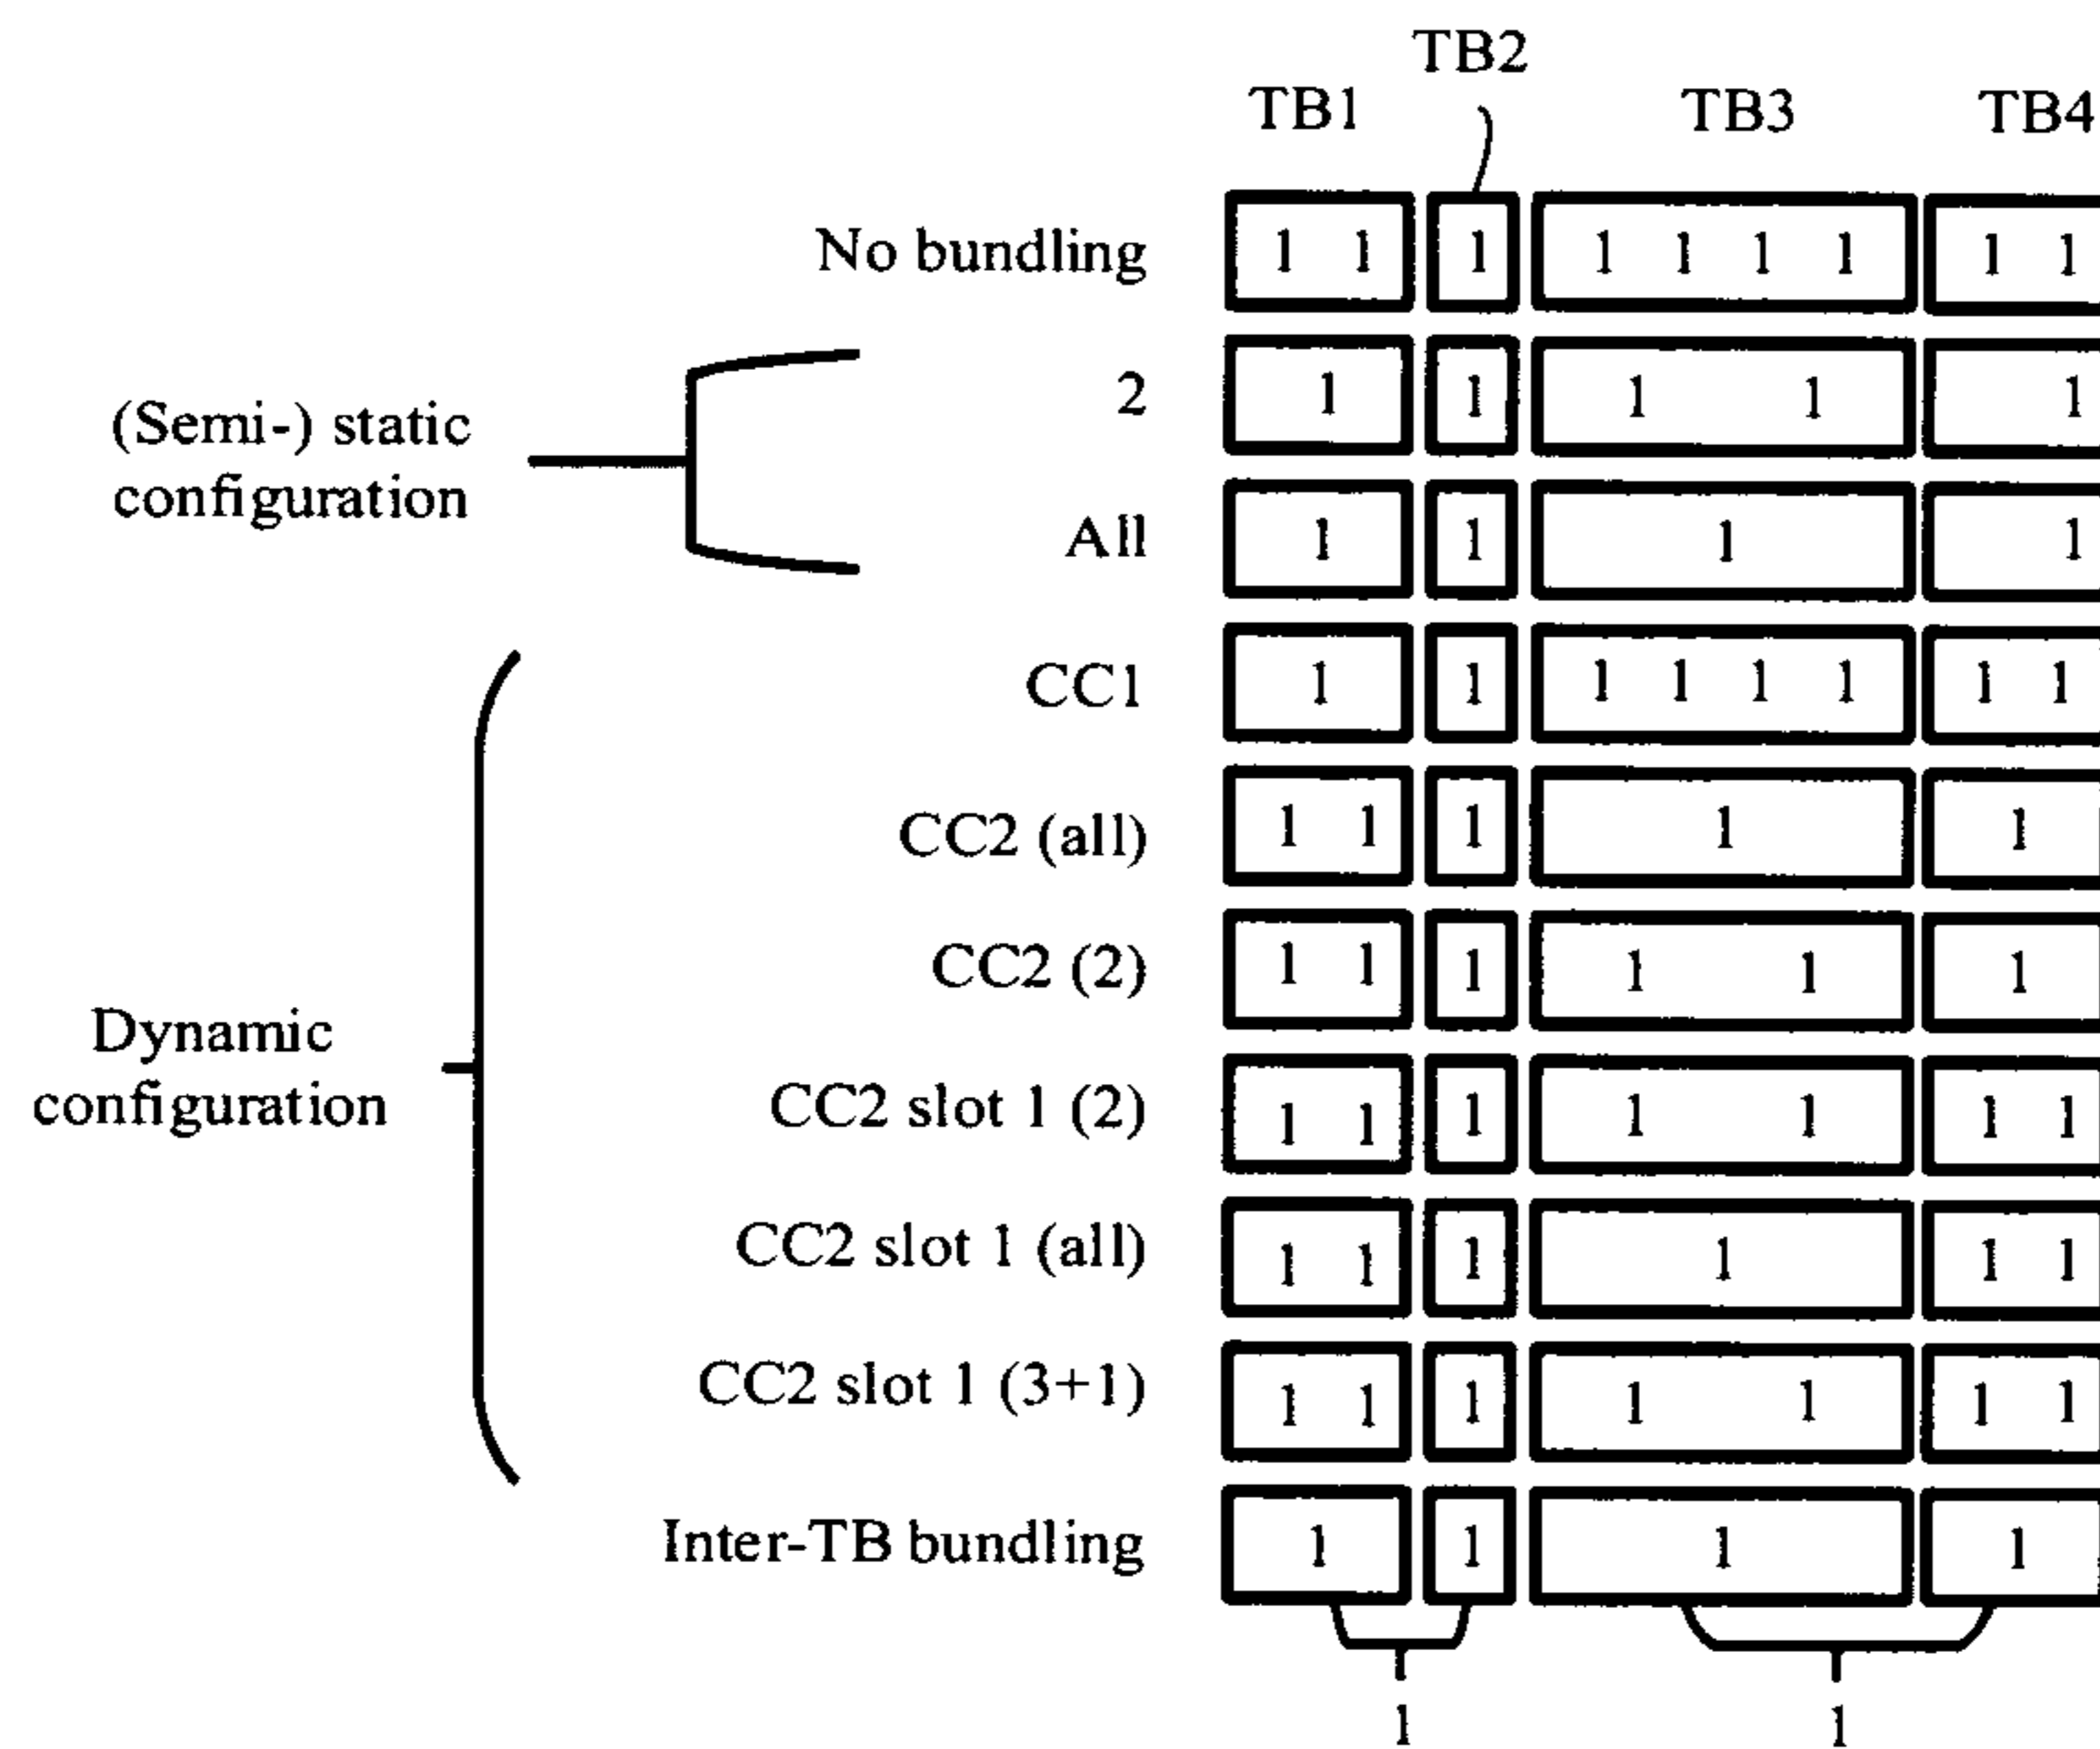 TB2
TB1 TB3 TB4
No bundling 1 1 1 1 1 1 1 1 1
2 1 1 1 1 1
(Semi-) static
configuration
All 1 1 1 1
CC1 1 1 1 1 1 1 1 1
CC2 (all) 1 1 1 1 1
CC2 (2) 1 1 1 1 1 1
Dynamic
configuration
CC2 slot 1 (2) 1 1 1 1 1 1 1
CC2 slot 1 (all) 1 1 1 1 1 1
CC2 slot 1 (3+1) 1 1 1 1 1 1 1
Inter-TB bundling 1 1 1 1
1 1